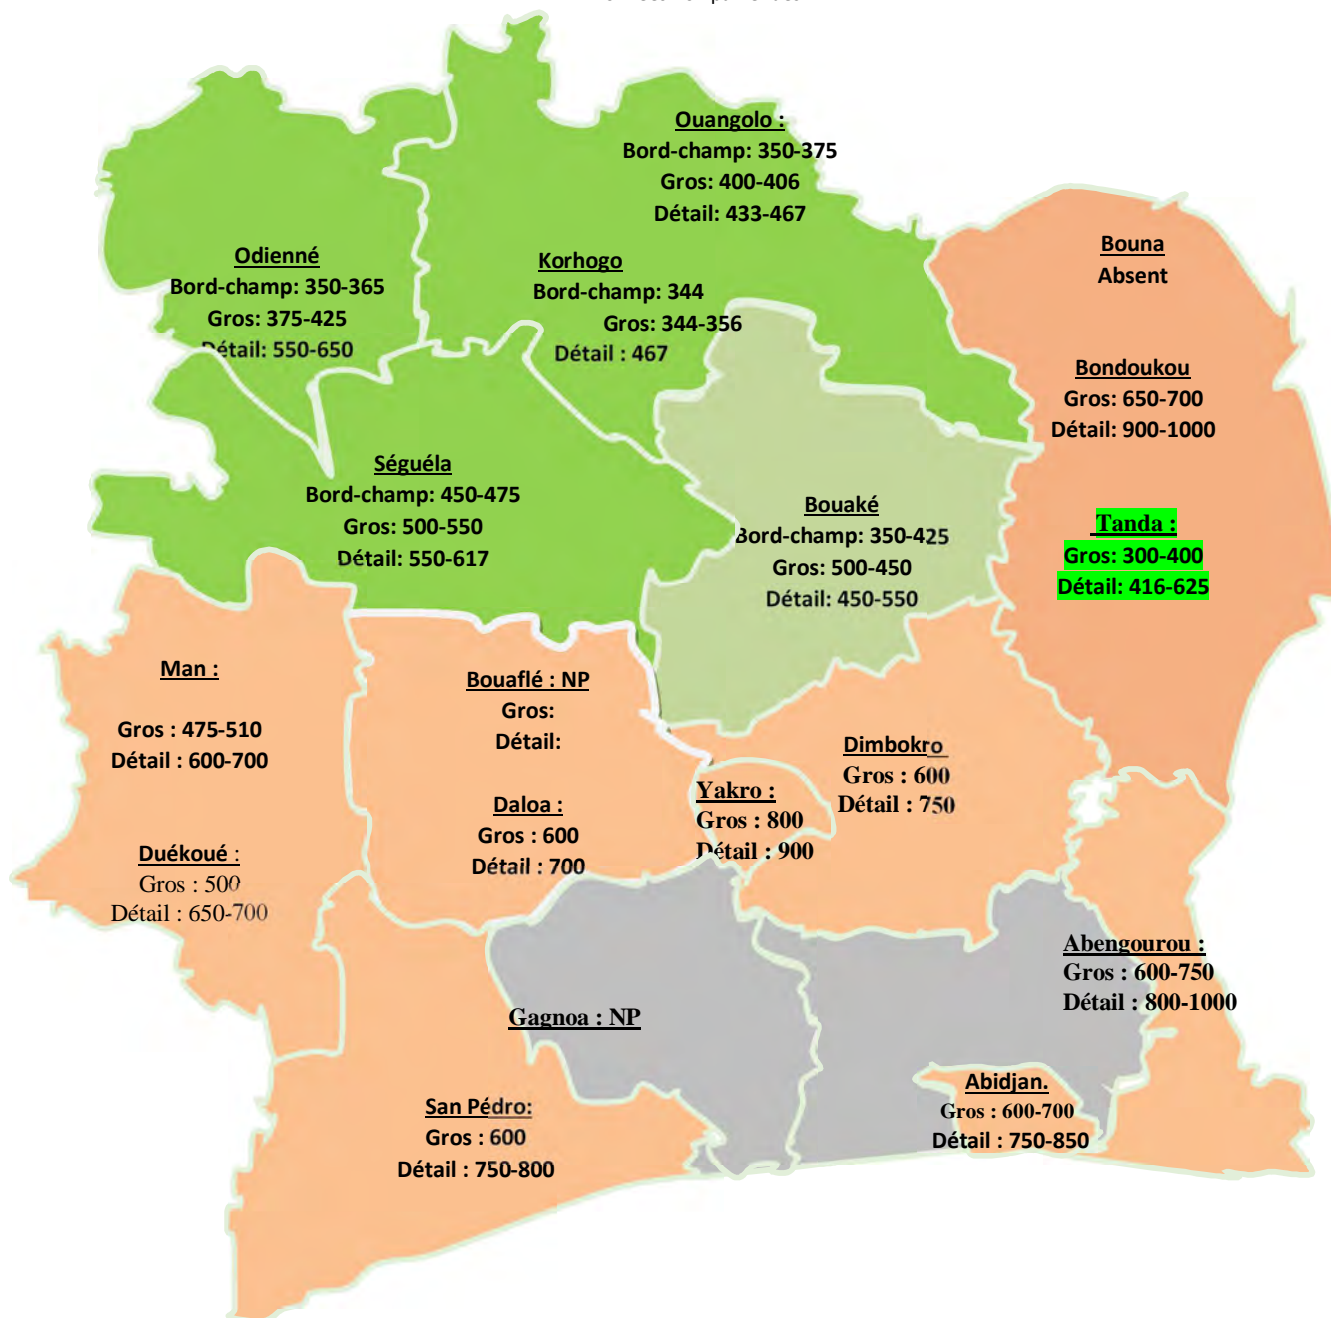 Ouangolo :
Bord-champ: 350-375
Gros: 400-406
Détail: 433-467
Bouna
Absent
Odienné
Bord-champ: 350-365
Gros: 375-425
Détail: 550-650
Korhogo
Bord-champ: 344
Gros: 344-356
Détail : 467
Bondoukou
Gros: 650-700
Détail: 900-1000
Séguéla
Bord-champ: 450-475
Gros: 500-550
Détail: 550-617
Bouaké
Bord-champ: 350-425
Gros: 500-450
Détail: 450-550
Tanda :
Gros: 300-400
Détail: 416-625
Man :
Gros : 475-510
Détail : 600-700
Bouaflé : NP
Gros:
Détail:
Dimbokro
Gros : 600
Détail : 750
Daloa :
Gros : 600
Détail : 700
Yakro :
Gros : 800
Détail : 900
Duékoué :
Gros : 500
Détail : 650-700
Abengourou :
Gros : 600-750
Détail : 800-1000
Gagnoa : NP
San Pédro:
Gros : 600
Détail : 750-800
Abidjan.
Gros : 600-700
Détail : 750-850